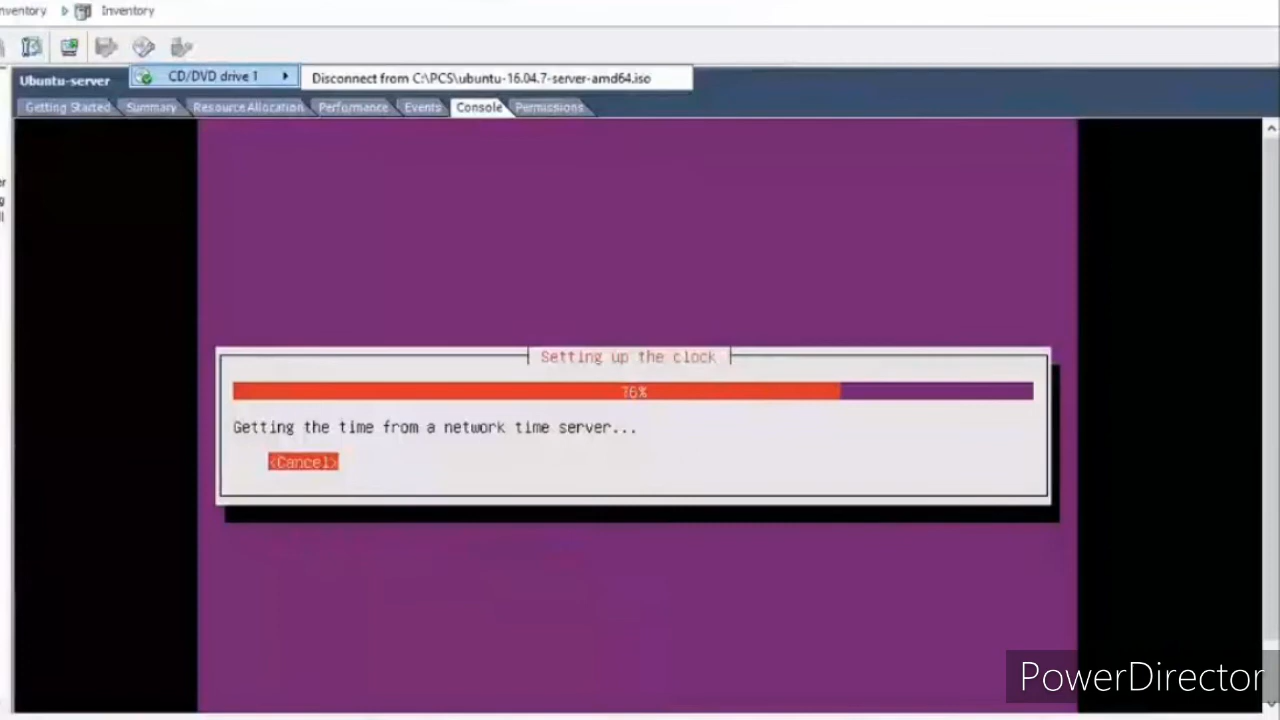 Inventory
Ubuntu-server
CD/DVD drive 1
Disconnect from C:\PCS\ubuntu-16.04.7-server-amd64.iso
Getting Started Summary Resource Allocation Performance Events Console Permissions
Setting up the clock
76%
Getting the time from a network time server...
<Cancel>
PowerDirector